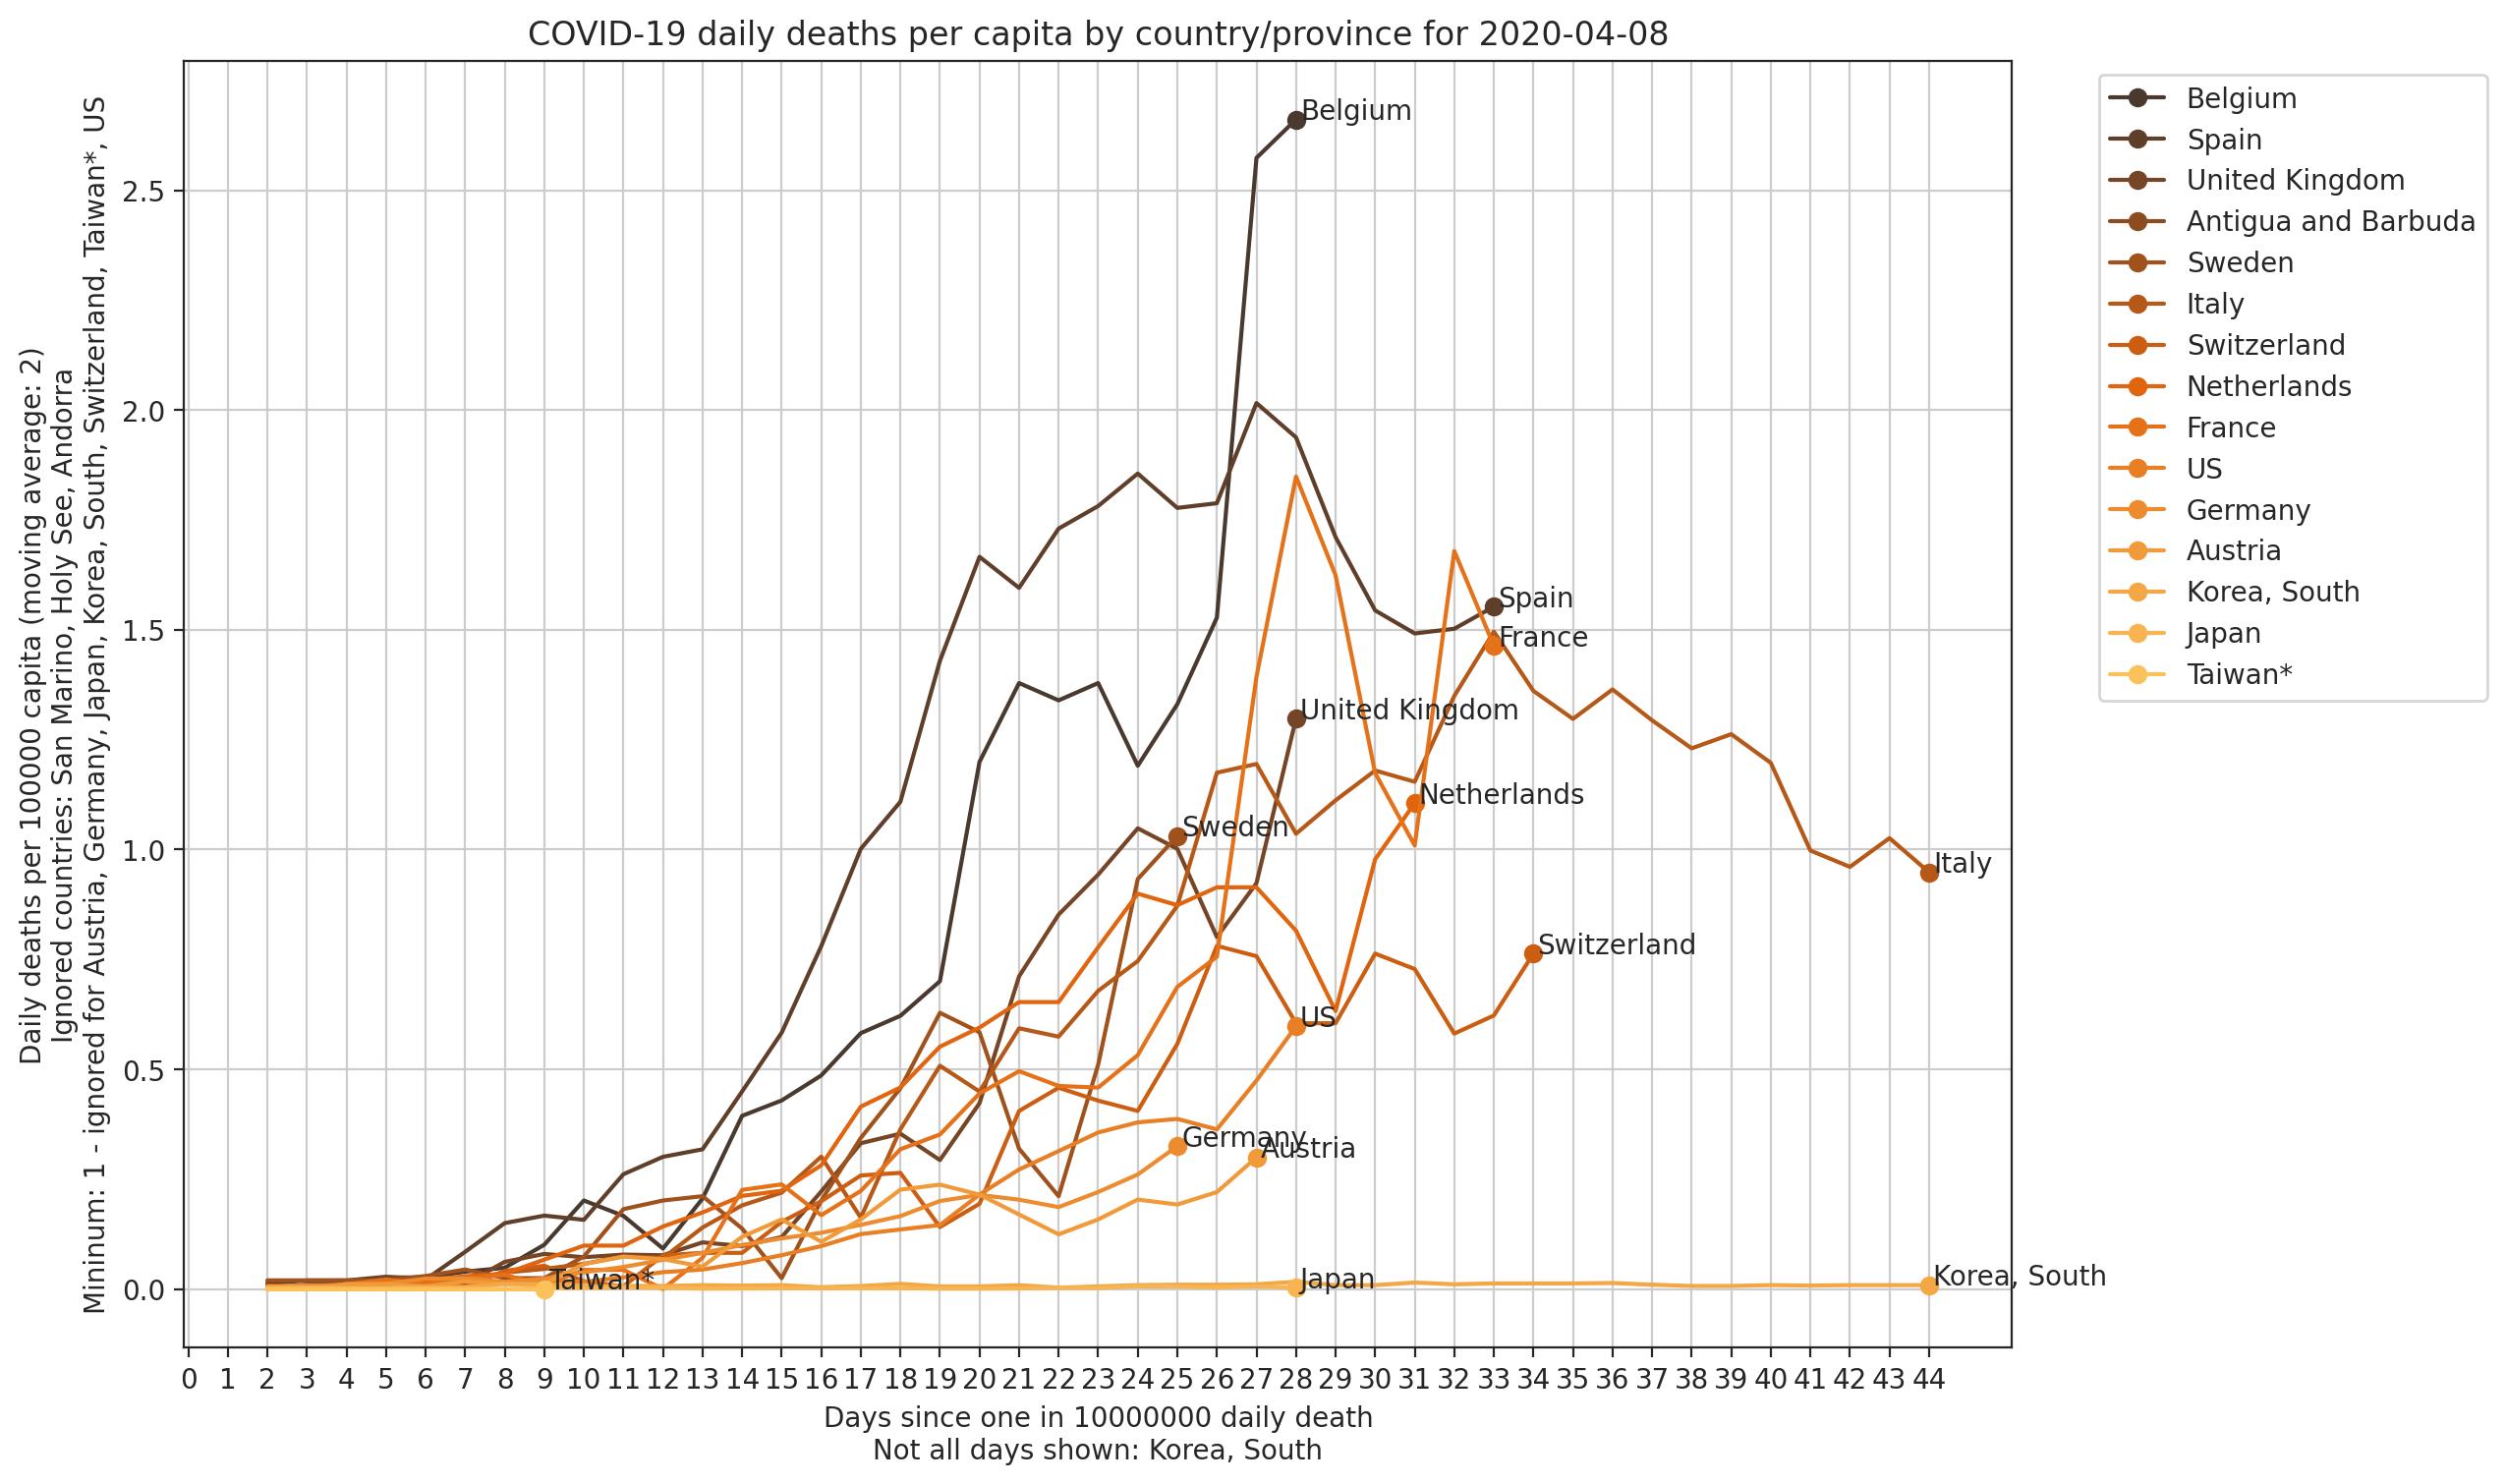 COVID-19 daily deaths per capita by country/province for 2020-04-08
Daily deaths per 100000 capita (moving average: 2)
Ignored countries: San Marino, Holy See, Andorra
Mininum: 1 - ignored for Austria, Germany, Japan, Korea, South, Switzerland, Taiwan*, US
2.5
2.0
1.5
1.0
0.5
0.0
Belgium
Spain
France
United Kingdom
Netherlands
Sweden
Italy
Switzerland
US
Germany
Austria
Taiwan*
Japan
Korea, South
0 1 2 3 4 5 6 7 8 9 10 11 12 13 14 15 16 17 18 19 20 21 22 23 24 25 26 27 28 29 30 31 32 33 34 35 36 37 38 39 40 41 42 43 44
Days since one in 10000000 daily death
Not all days shown: Korea, South
Belgium
Spain
United Kingdom
Antigua and Barbuda
Sweden
Italy
Switzerland
Netherlands
France
US
Germany
Austria
Korea, South
Japan
Taiwan*